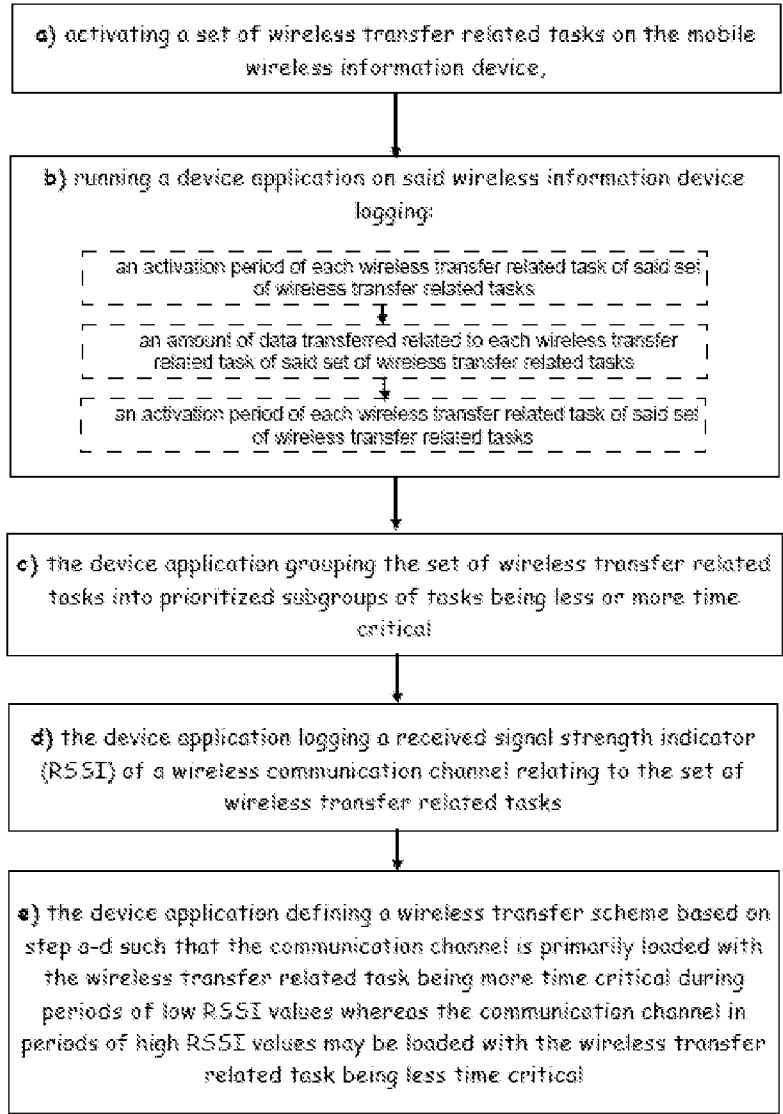 a) activating a set of wireless transfer related tasks on the mobile
wireless information device,
b) running a device application on said wireless information device
logging:
an activation period of each wireless transfer related task of said set
of wireless transfer related tasks
an amount of data transferred related to each wireless transfer
related task of said set of wireless transfer related tasks
an activation period of each wireless transfer related task of said set
of wireless transfer related tasks
c) the device application grouping the set of wireless transfer related
tasks into prioritized subgroups of tasks being less or more time
critical
d) the device application logging a received signal strength indicator
(RSSI) of a wireless communication channel relating to the set of
wireless transfer related tasks
e) the device application defining a wireless transfer scheme based on
step a-d such that the communication channel is primarily loaded with
the wireless transfer related task being more time critical during
periods of low RSSI values whereas the communication channel in
periods of high RSSI values may be loaded with the wireless transfer
related task being less time critical